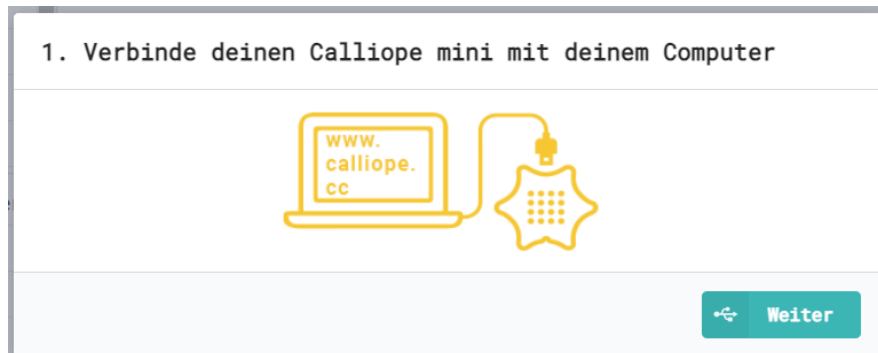 1. Verbinde deinen Calliope mini mit deinem Computer
www.
calliope.
cc
Weiter